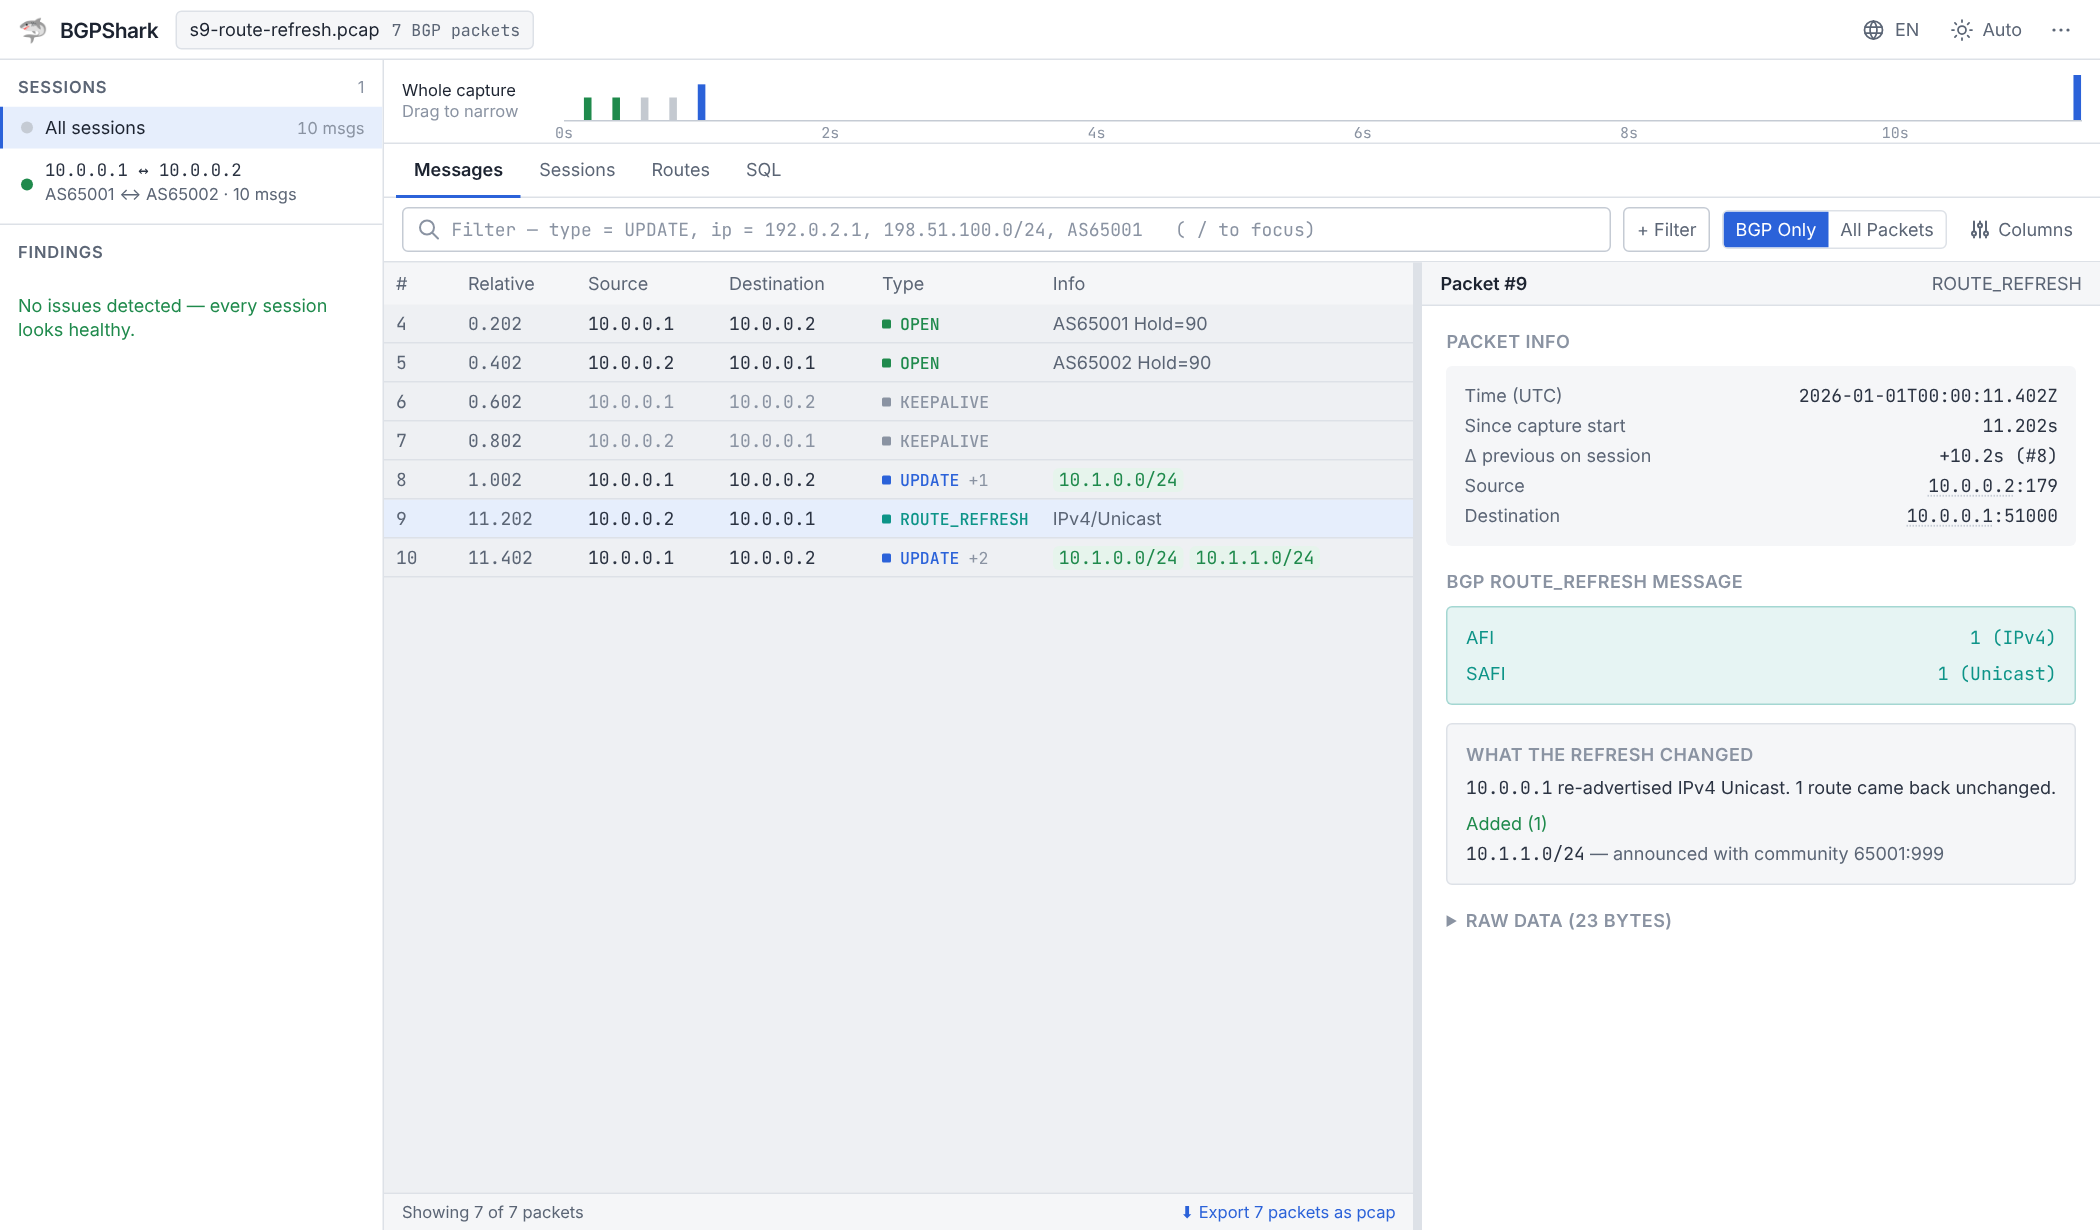 BGPShark
s9-route-refresh.pcap 7 BGP packets
EN
Auto
SESSIONS 1
All sessions 10 msgs
10.0.0.1 ↔ 10.0.0.2
AS65001 ↔ AS65002 · 10 msgs
FINDINGS
No issues detected — every session
looks healthy.
Whole capture
Drag to narrow
0s 2s 4s 6s 8s 10s
Messages Sessions Routes SQL
Filter — type = UPDATE, ip = 192.0.2.1, 198.51.100.0/24, AS65001 ( / to focus)
+ Filter
BGP Only All Packets
Columns
# Relative Source Destination Type Info
4 0.202 10.0.0.1 10.0.0.2 OPEN AS65001 Hold=90
5 0.402 10.0.0.2 10.0.0.1 OPEN AS65002 Hold=90
6 0.602 10.0.0.1 10.0.0.2 KEEPALIVE
7 0.802 10.0.0.2 10.0.0.1 KEEPALIVE
8 1.002 10.0.0.1 10.0.0.2 UPDATE +1 10.1.0.0/24
9 11.202 10.0.0.2 10.0.0.1 ROUTE_REFRESH IPv4/Unicast
10 11.402 10.0.0.1 10.0.0.2 UPDATE +2 10.1.0.0/24 10.1.1.0/24
Showing 7 of 7 packets
⬇ Export 7 packets as pcap
Packet #9 ROUTE_REFRESH
PACKET INFO
Time (UTC) 2026-01-01T00:00:11.402Z
Since capture start 11.202s
Δ previous on session +10.2s (#8)
Source 10.0.0.2:179
Destination 10.0.0.1:51000
BGP ROUTE_REFRESH MESSAGE
AFI 1 (IPv4)
SAFI 1 (Unicast)
WHAT THE REFRESH CHANGED
10.0.0.1 re-advertised IPv4 Unicast. 1 route came back unchanged.
Added (1)
10.1.1.0/24 — announced with community 65001:999
▶ RAW DATA (23 BYTES)